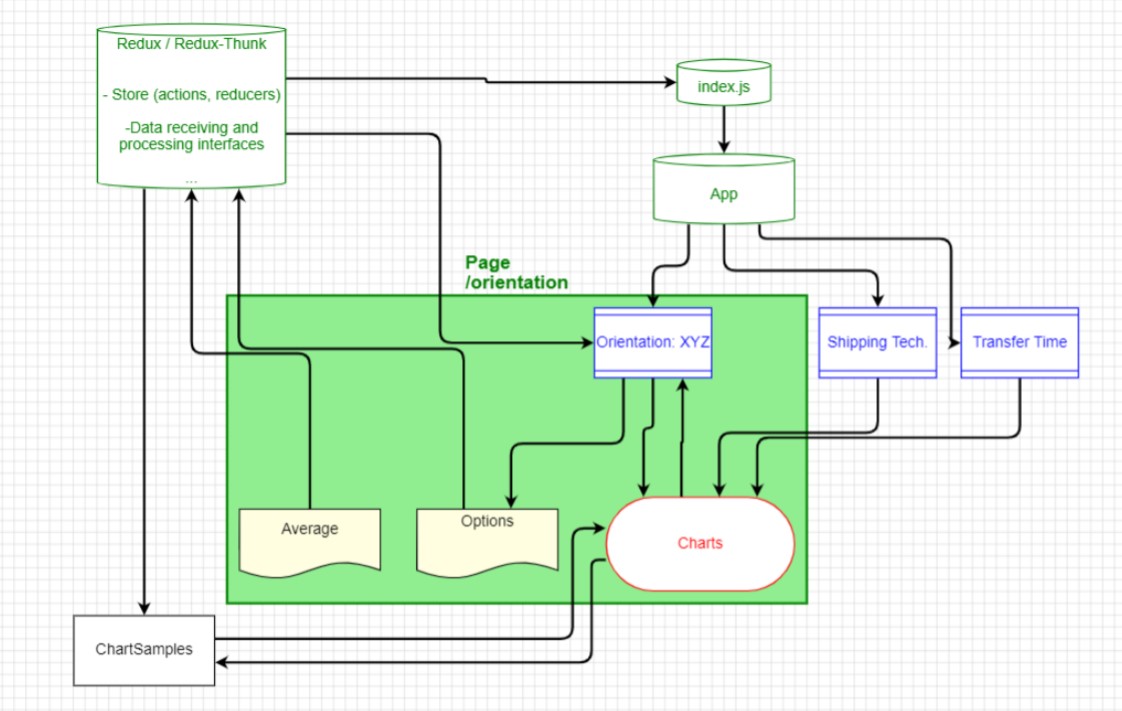 Redux / Redux-Thunk
- Store (actions, reducers)
-Data receiving and
processing interfaces
...
index.js
App
Page
/orientation
Orientation: XYZ
Shipping Tech.
Transfer Time
Average
Options
Charts
ChartSamples